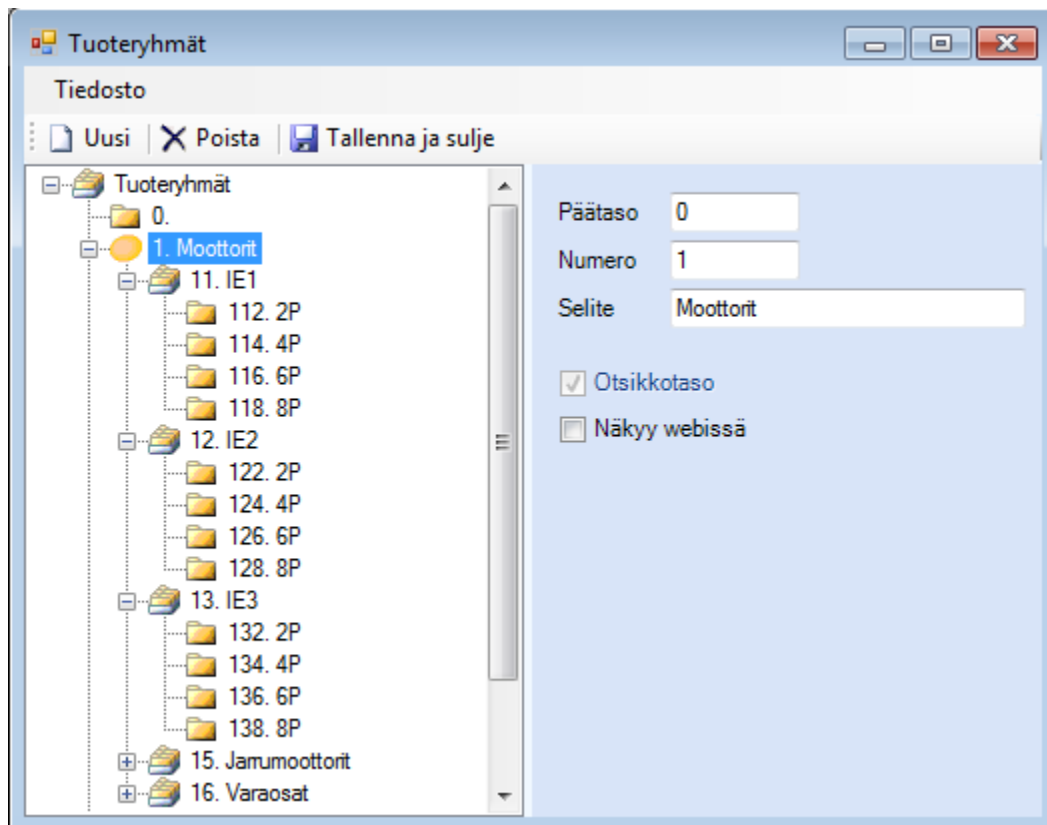 Tuoteryhmät
Tiedosto
Uusi Poista Tallenna ja sulje
Tuoteryhmät
0.
1. Moottorit
11. IE1
112. 2P
114. 4P
116. 6P
118. 8P
12. IE2
122. 2P
124. 4P
126. 6P
128. 8P
13. IE3
132. 2P
134. 4P
136. 6P
138. 8P
15. Jarrumoottorit
16. Varaosat
Päätaso 0
Numero 1
Selite Moottorit
Otsikkotaso
Näkyy webissä